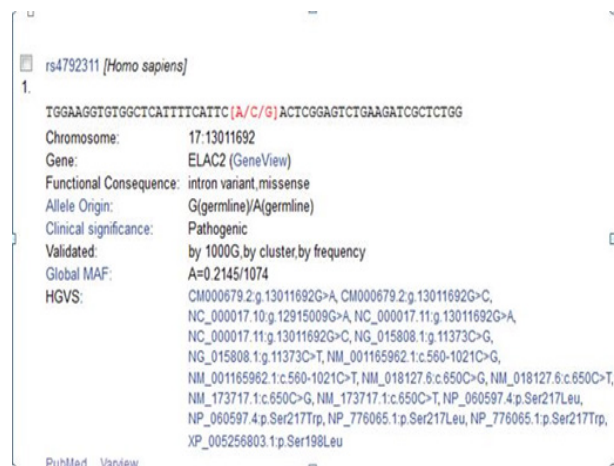 rs4792311 [Homo sapiens]
1.
TGGAAGGTGTGGCTCATTTTCATTC[A/C/G]ACTCGGAGTCTGAAGATCGCTCTGG
Chromosome: 17:13011692
Gene: ELAC2 (GeneView)
Functional Consequence: intron variant,missense
Allele Origin: G(germline)/A(germline)
Clinical significance: Pathogenic
Validated: by 1000G,by cluster,by frequency
Global MAF: A=0.2145/1074
HGVS: CM000679.2:g.13011692G>A, CM000679.2:g.13011692G>C,
NC_000017.10:g.12915009G>A, NC_000017.11:g.13011692G>A,
NC_000017.11:g.13011692G>C, NG_015808.1:g.11373C>G,
NG_015808.1:g.11373C>T, NM_001165962.1:c.560-1021C>G,
NM_001165962.1:c.560-1021C>T, NM_018127.6:c.650C>G, NM_018127.6:c.650C>T,
NM_173717.1:c.650C>G, NM_173717.1:c.650C>T, NP_060597.4:p.Ser217Leu,
NP_060597.4:p.Ser217Trp, NP_776065.1:p.Ser217Leu, NP_776065.1:p.Ser217Trp,
XP_005256803.1:p.Ser198Leu
PubMed Varview